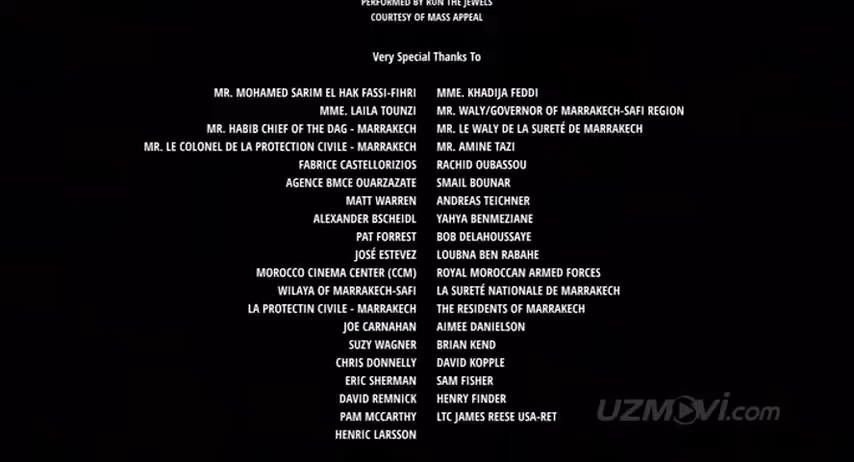 PERFORMED BY RUN THE JEWELS
COURTESY OF MASS APPEAL
Very Special Thanks To
MR. MOHAMED SARIM EL HAK FASSI-FIHRI MME. KHADIJA FEDDI
MME. LAILA TOUNZI MR. WALY/GOVERNOR OF MARRAKECH-SAFI REGION
MR. HABIB CHIEF OF THE DAG - MARRAKECH MR. LE WALY DE LA SURETÉ DE MARRAKECH
MR. LE COLONEL DE LA PROTECTION CIVILE - MARRAKECH MR. AMINE TAZI
FABRICE CASTELLORIZIOS RACHID OUBASSOU
AGENCE BMCE OUARZAZATE SMAIL BOUNAR
MATT WARREN ANDREAS TEICHNER
ALEXANDER BSCHEIDL YAHYA BENMEZIANE
PAT FORREST BOB DELAHOUSSAYE
JOSÉ ESTEVEZ LOUBNA BEN RABAHE
MOROCCO CINEMA CENTER (CCM) ROYAL MOROCCAN ARMED FORCES
WILAYA OF MARRAKECH-SAFI LA SURETÉ NATIONALE DE MARRAKECH
LA PROTECTIN CIVILE - MARRAKECH THE RESIDENTS OF MARRAKECH
JOE CARNAHAN AIMEE DANIELSON
SUZY WAGNER BRIAN KEND
CHRIS DONNELLY DAVID KOPPLE
ERIC SHERMAN SAM FISHER
DAVID REMNICK HENRY FINDER
PAM MCCARTHY LTC JAMES REESE USA-RET
HENRIC LARSSON
UZMOVI.com